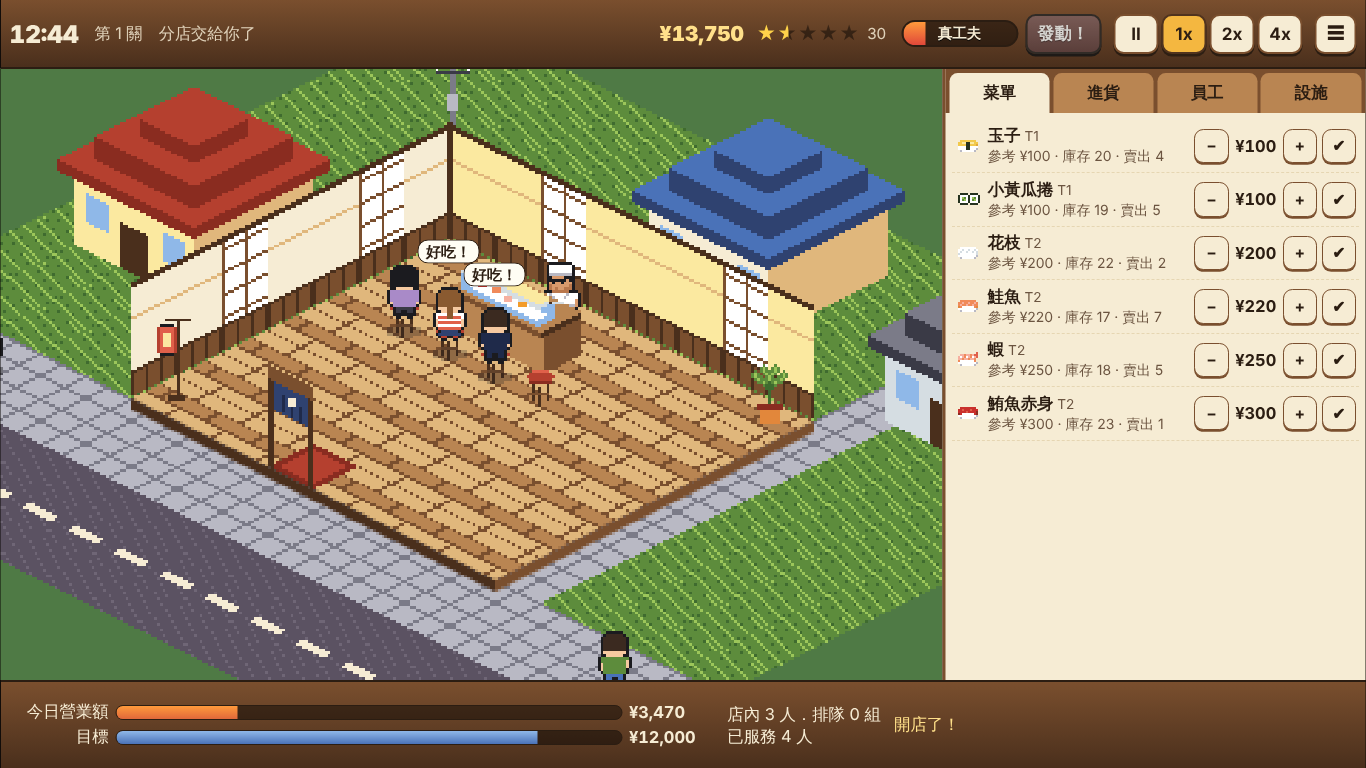 12:44 第 1 關 分店交給你了 ¥13,750 30 真工夫 發動！ 1x 2x 4x
菜單 進貨 員工 設施
玉子 T1
參考 ¥100 · 庫存 20 · 賣出 4
− ¥100 + ✔
小黃瓜捲 T1
參考 ¥100 · 庫存 19 · 賣出 5
− ¥100 + ✔
花枝 T2
參考 ¥200 · 庫存 22 · 賣出 2
− ¥200 + ✔
鮭魚 T2
參考 ¥220 · 庫存 17 · 賣出 7
− ¥220 + ✔
蝦 T2
參考 ¥250 · 庫存 18 · 賣出 5
− ¥250 + ✔
鮪魚赤身 T2
參考 ¥300 · 庫存 23 · 賣出 1
− ¥300 + ✔
好吃！
好吃！
今日營業額 ¥3,470
目標 ¥12,000
店內 3 人．排隊 0 組
已服務 4 人
開店了！